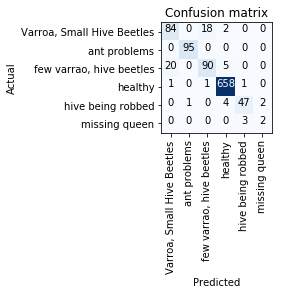 Confusion matrix
Actual
Varroa, Small Hive Beetles 84 0 18 2 0 0
ant problems 0 95 0 0 0 0
few varrao, hive beetles 20 0 90 5 0 0
healthy 1 0 1 658 1 0
hive being robbed 0 1 0 4 47 2
missing queen 0 0 0 0 3 2
Varroa, Small Hive Beetles
ant problems
few varrao, hive beetles
healthy
hive being robbed
missing queen
Predicted